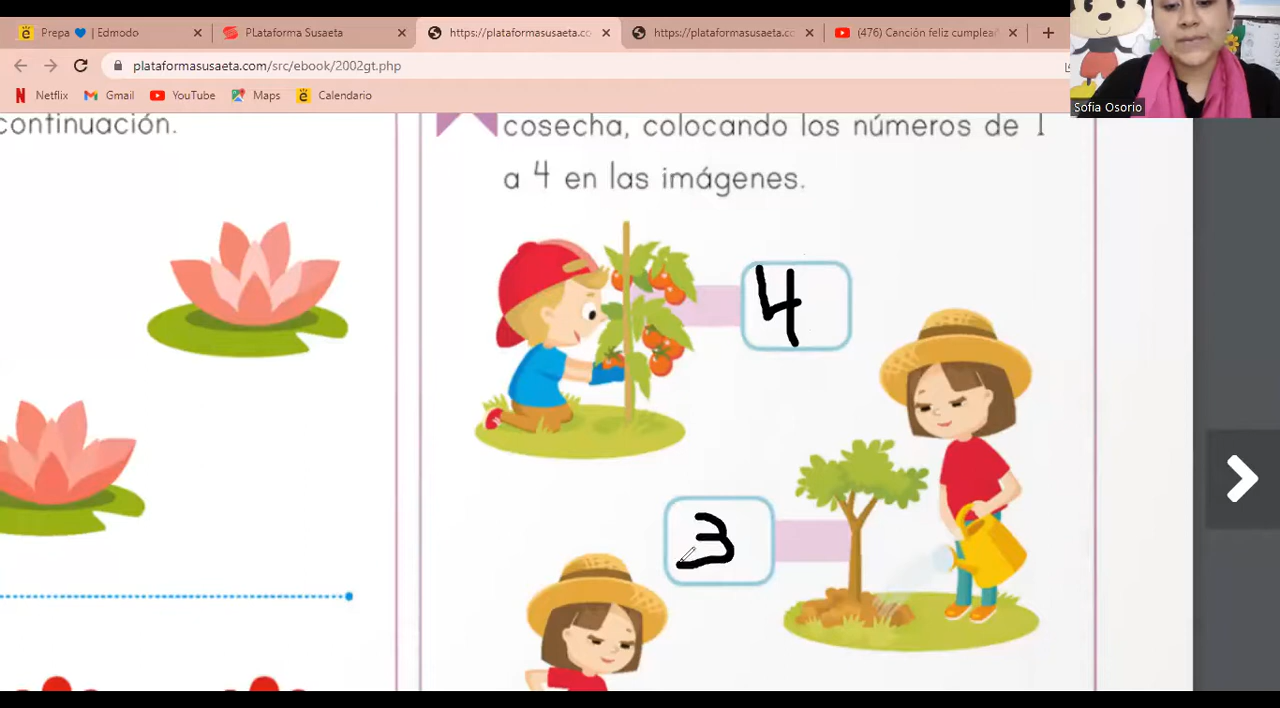 Prepa 💙 | Edmodo
PLataforma Susaeta
https://plataformasusaeta.co
https://plataformasusaeta.cc
(476) Canción feliz cumpleañ
plataformasusaeta.com/src/ebook/2002gt.php
Netflix
Gmail
YouTube
Maps
Calendario
Sofia Osorio
continuación.
cosecha, colocando los números de 1
a 4 en las imágenes.
4
3